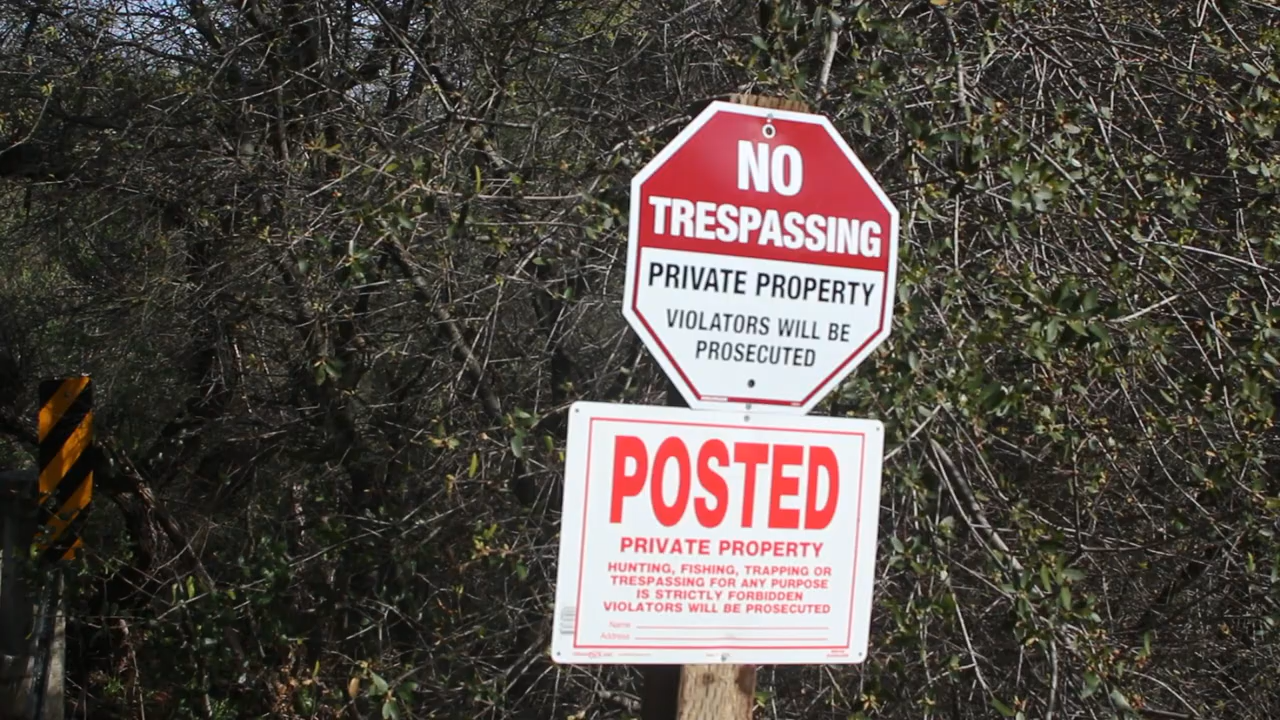 NO
TRESPASSING
PRIVATE PROPERTY
VIOLATORS WILL BE
PROSECUTED
POSTED
PRIVATE PROPERTY
HUNTING, FISHING, TRAPPING OR
TRESPASSING FOR ANY PURPOSE
IS STRICTLY FORBIDDEN
VIOLATORS WILL BE PROSECUTED
Name
Address